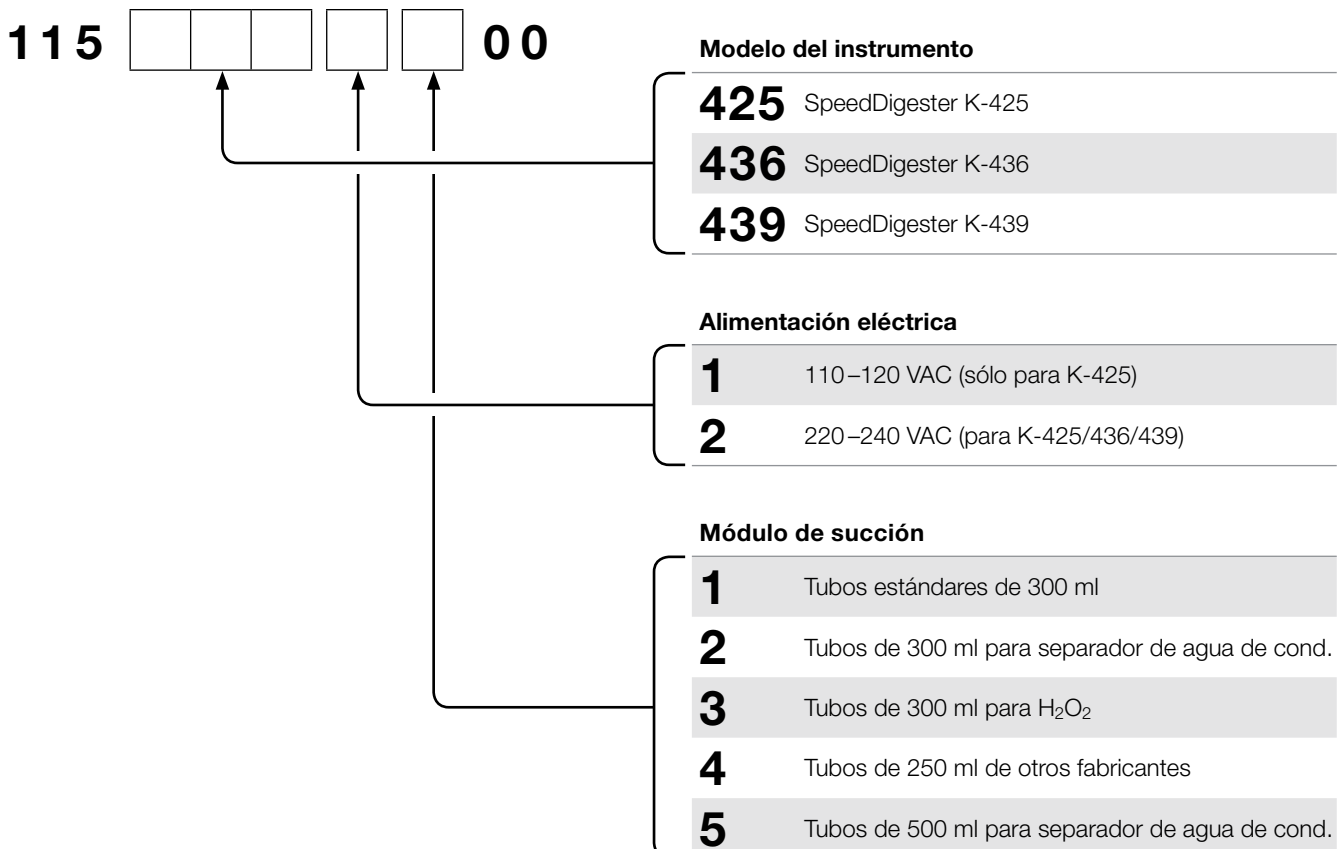 115 00
Modelo del instrumento
425 SpeedDigester K-425
436 SpeedDigester K-436
439 SpeedDigester K-439
Alimentación eléctrica
1 110–120 VAC (sólo para K-425)
2 220–240 VAC (para K-425/436/439)
Módulo de succión
1 Tubos estándares de 300 ml
2 Tubos de 300 ml para separador de agua de cond.
3 Tubos de 300 ml para H₂O₂
4 Tubos de 250 ml de otros fabricantes
5 Tubos de 500 ml para separador de agua de cond.